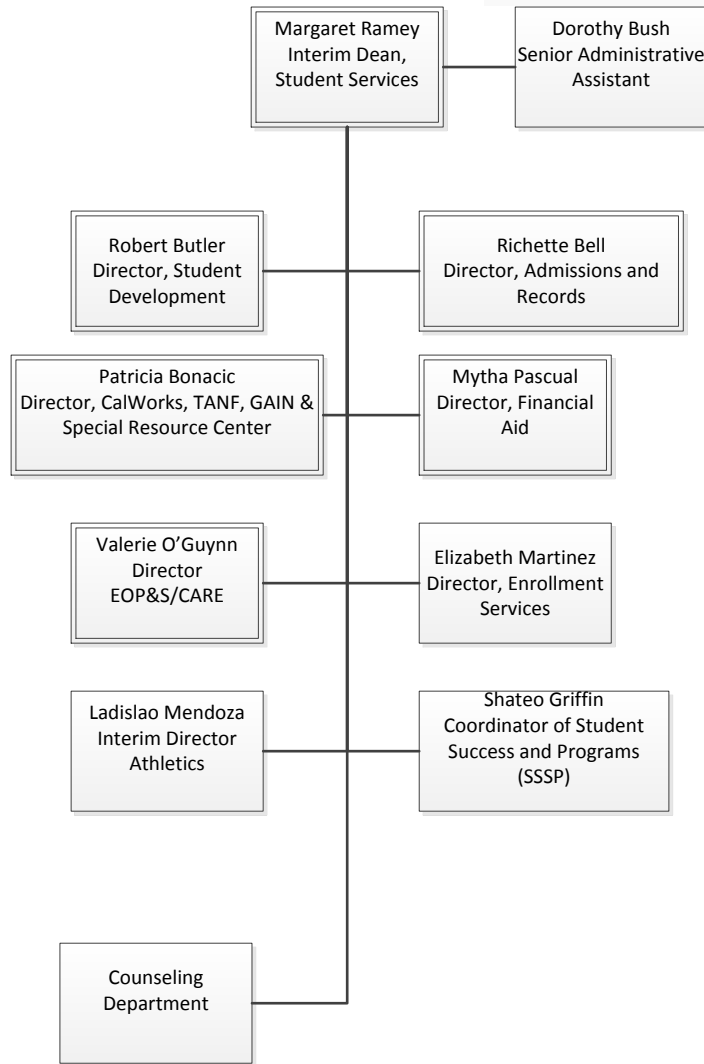 Margaret Ramey
Interim Dean,
Student Services
Dorothy Bush
Senior Administrative
Assistant
Robert Butler
Director, Student
Development
Richette Bell
Director, Admissions and
Records
Patricia Bonacic
Director, CalWorks, TANF, GAIN &
Special Resource Center
Mytha Pascual
Director, Financial
Aid
Valerie O’Guynn
Director
EOP&S/CARE
Elizabeth Martinez
Director, Enrollment
Services
Ladislao Mendoza
Interim Director
Athletics
Shateo Griffin
Coordinator of Student
Success and Programs
(SSSP)
Counseling
Department